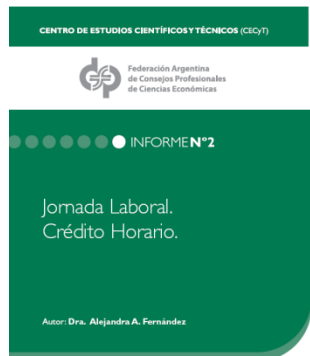 CENTRO DE ESTUDIOS CIENTÍFICOS Y TÉCNICOS (CECyT)
Federación Argentina
de Consejos Profesionales
de Ciencias Económicas
INFORME Nº2
Jornada Laboral.
Crédito Horario.
Autor: Dra. Alejandra A. Fernández